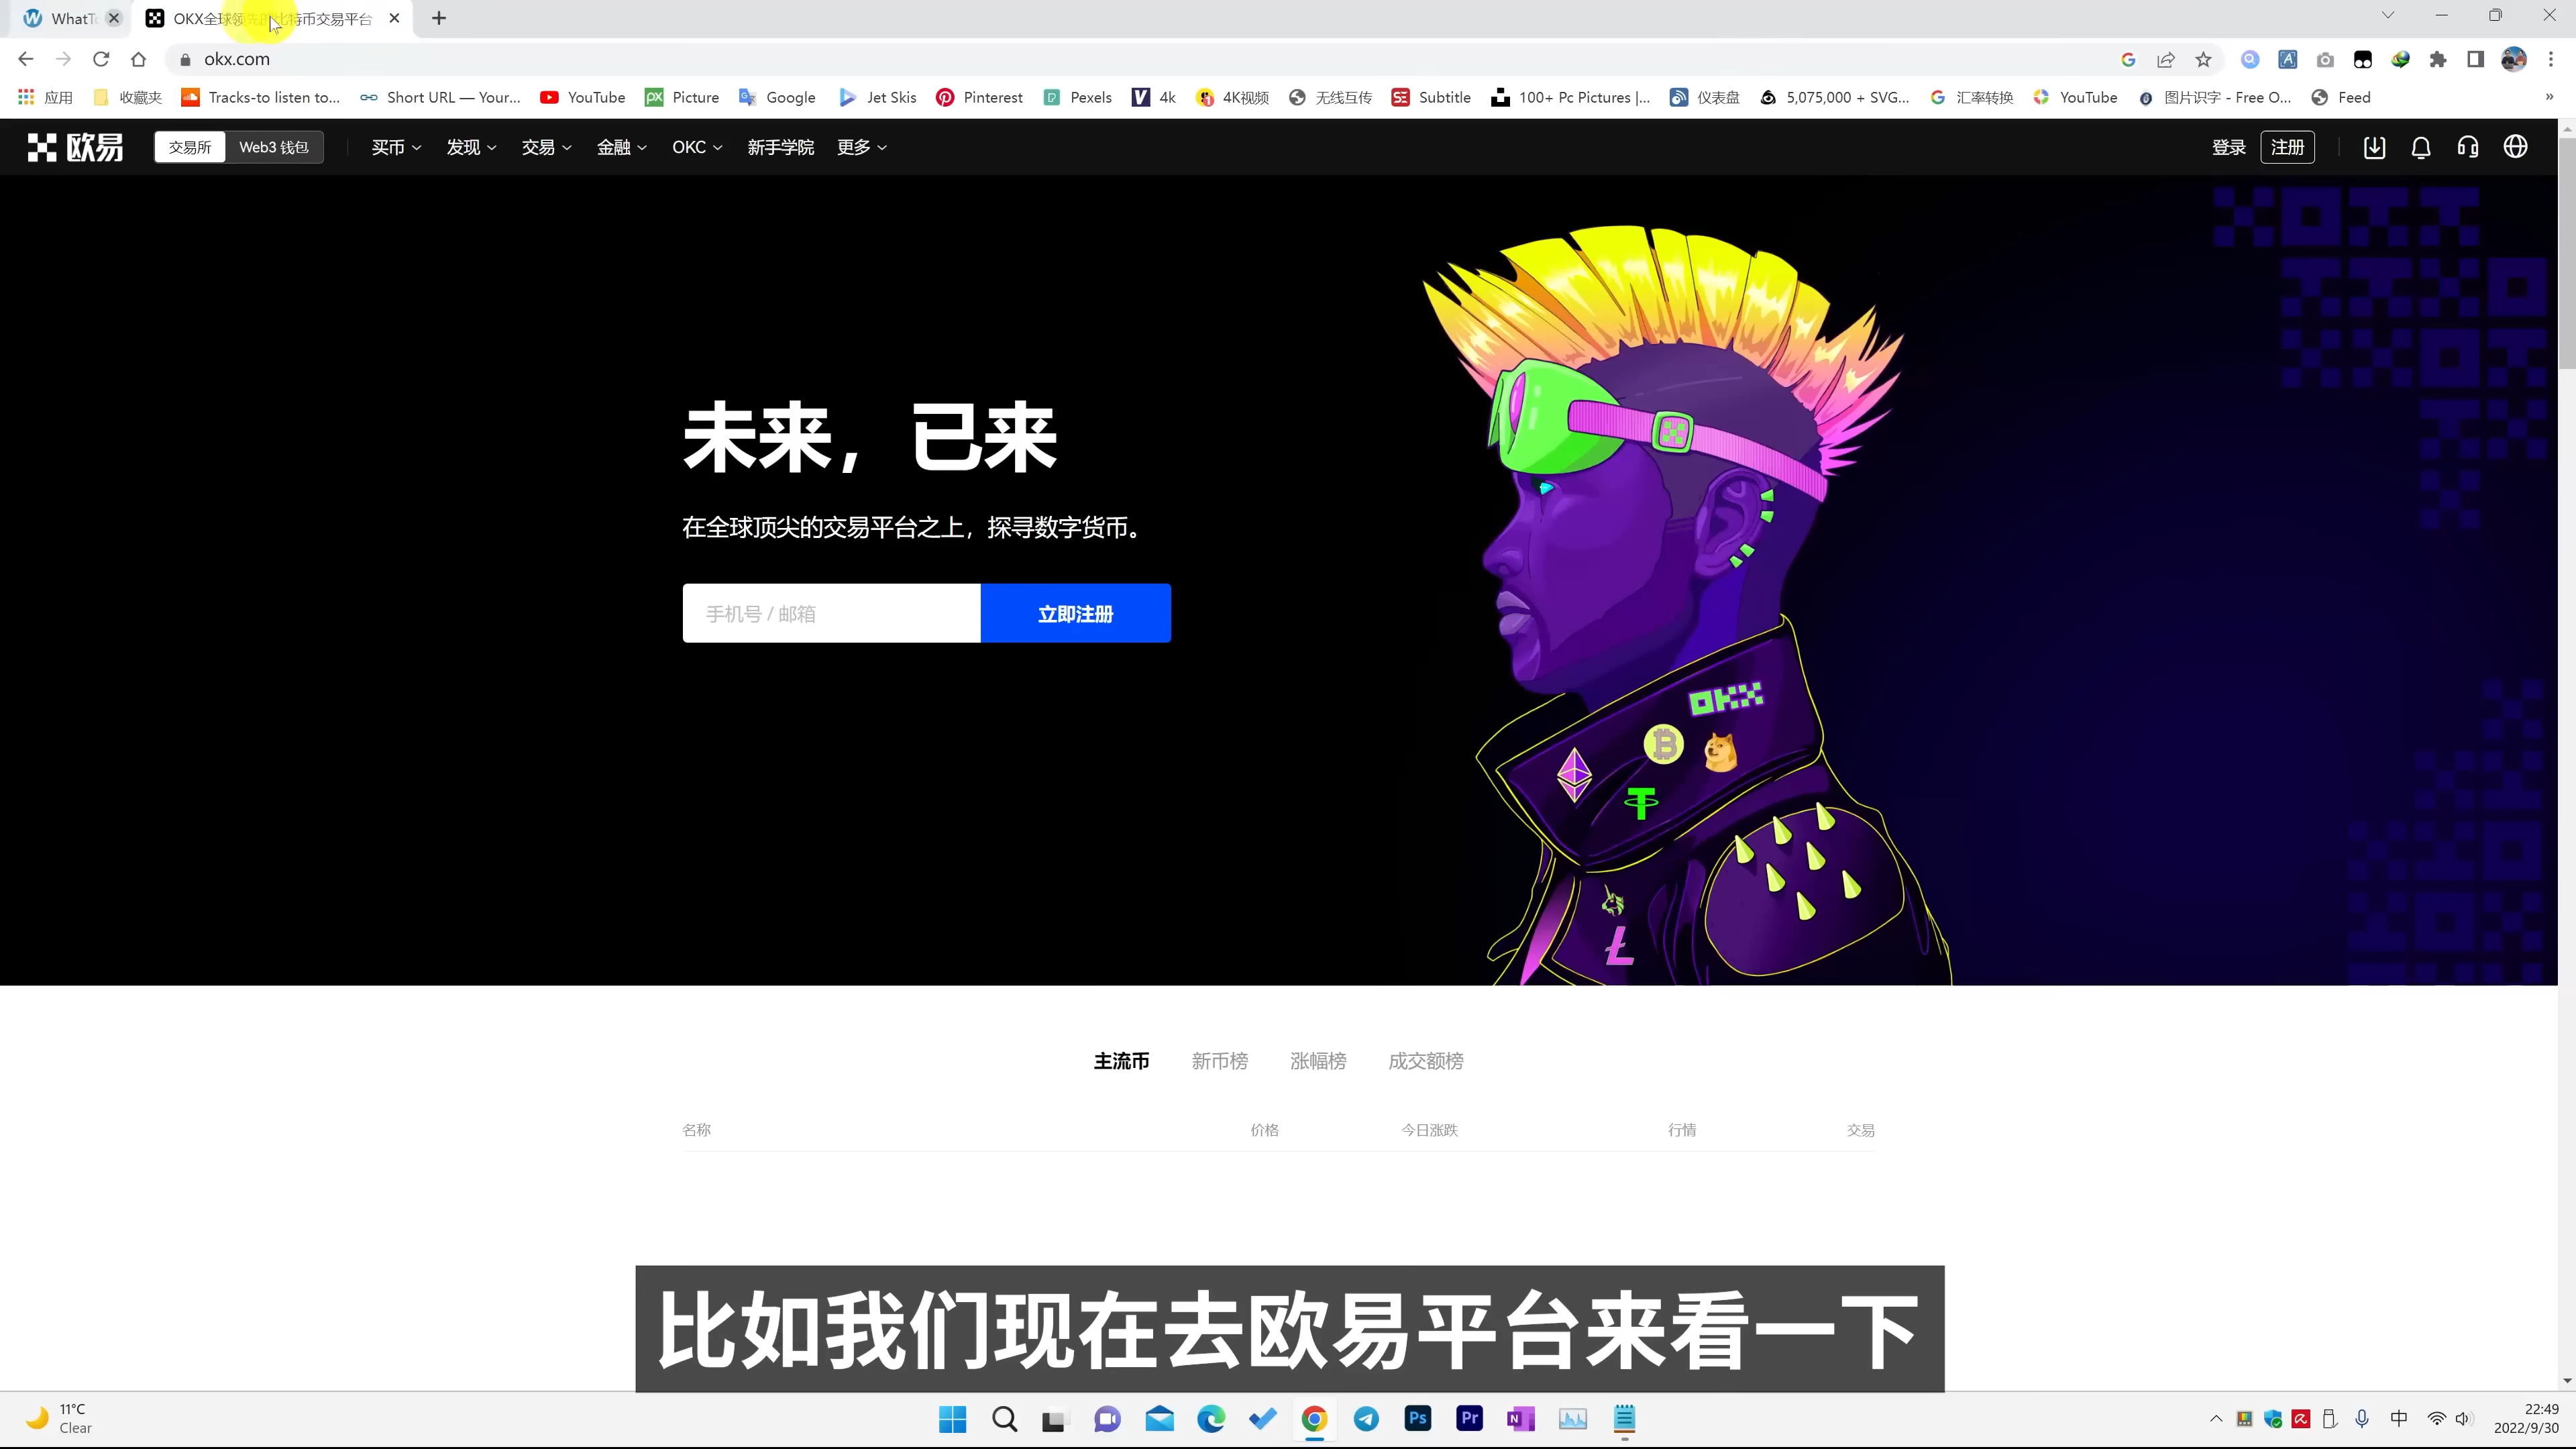 WhatT
OKX全球领先的比特币交易平台
okx.com
应用 收藏夹 Tracks-to listen to... Short URL — Your... YouTube Picture Google Jet Skis Pinterest Pexels 4k 4K视频 无线互传 Subtitle 100+ Pc Pictures |... 仪表盘 5,075,000 + SVG... 汇率转换 YouTube 图片识字 - Free O... Feed »
欧易 交易所 Web3 钱包 买币 发现 交易 金融 OKC 新手学院 更多 登录 注册
未来，已来
在全球顶尖的交易平台之上，探寻数字货币。
手机号 / 邮箱 立即注册
OKX
主流币 新币榜 涨幅榜 成交额榜
名称 价格 今日涨跌 行情 交易
比如我们现在去欧易平台来看一下
11°C
Clear
Ps Pr N
中
22:49
2022/9/30